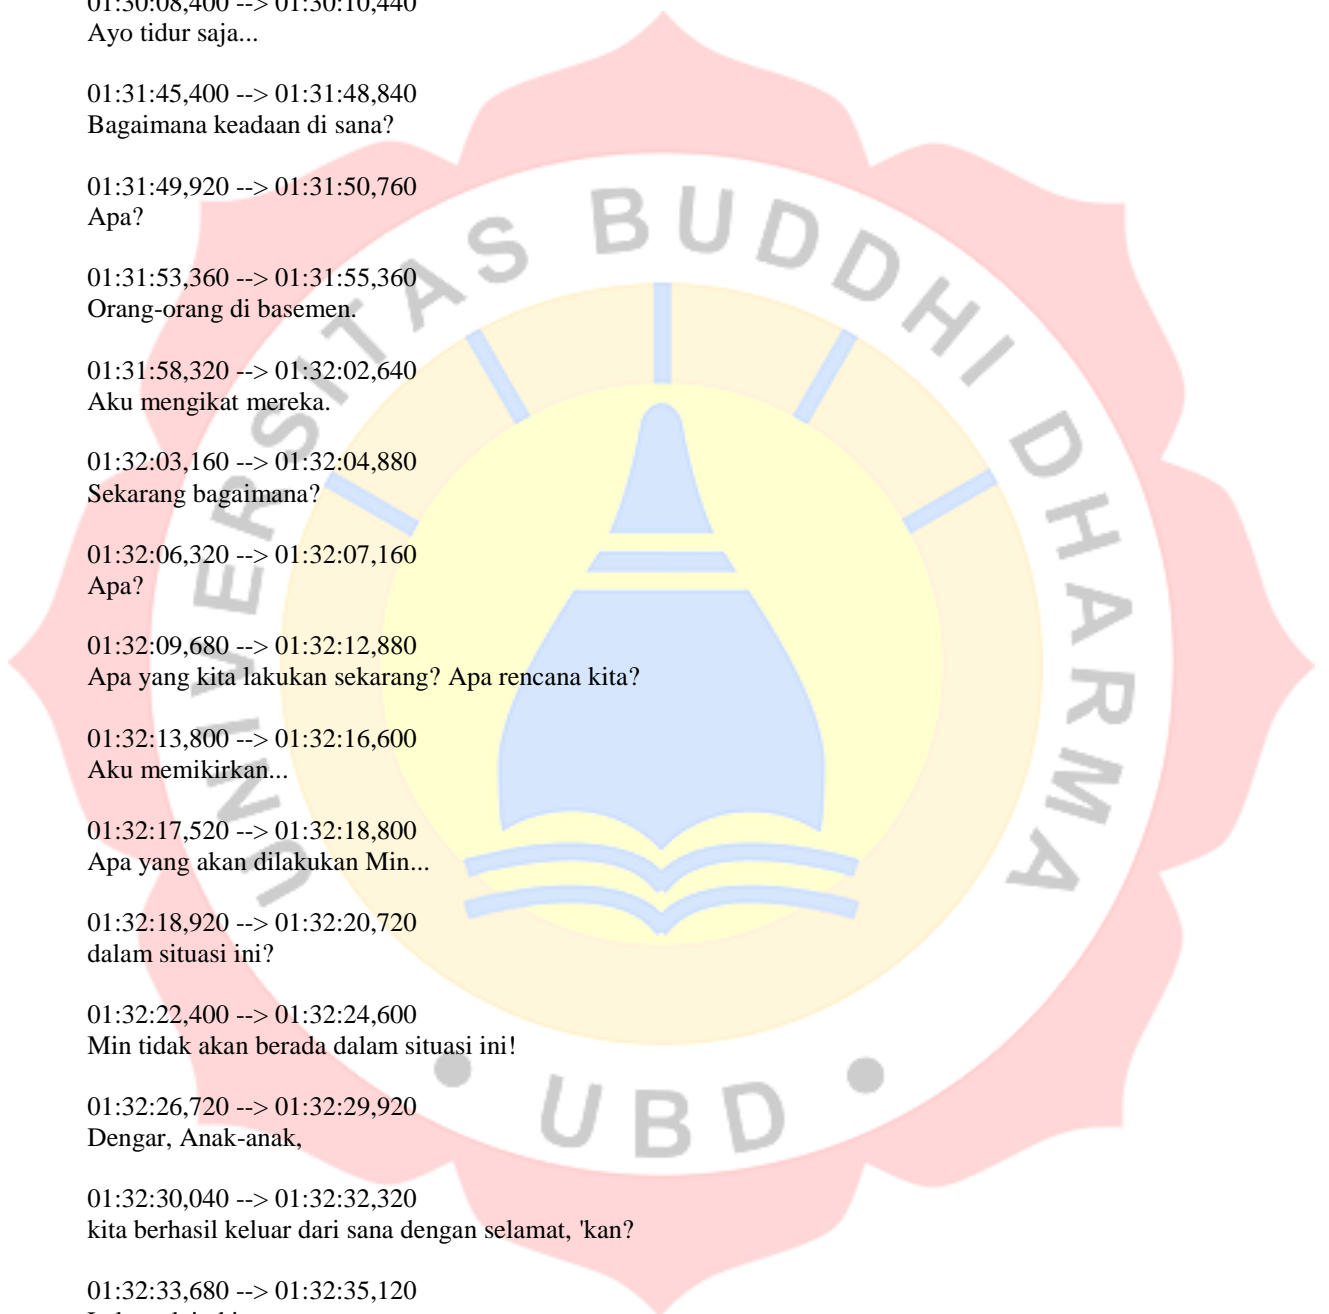 01:30:08,400 --> 01:30:10,440
Ayo tidur saja...
01:31:45,400 --> 01:31:48,840
Bagaimana keadaan di sana?
01:31:49,920 --> 01:31:50,760
Apa?
01:31:53,360 --> 01:31:55,360
Orang-orang di basemen.
01:31:58,320 --> 01:32:02,640
Aku mengikat mereka.
01:32:03,160 --> 01:32:04,880
Sekarang bagaimana?
01:32:06,320 --> 01:32:07,160
Apa?
01:32:09,680 --> 01:32:12,880
Apa yang kita lakukan sekarang? Apa rencana kita?
01:32:13,800 --> 01:32:16,600
Aku memikirkan...
01:32:17,520 --> 01:32:18,800
Apa yang akan dilakukan Min...
01:32:18,920 --> 01:32:20,720
dalam situasi ini?
01:32:22,400 --> 01:32:24,600
Min tidak akan berada dalam situasi ini!
01:32:26,720 --> 01:32:29,920
Dengar, Anak-anak,
01:32:30,040 --> 01:32:32,320
kita berhasil keluar dari sana dengan selamat, 'kan?
01:32:33,680 --> 01:32:35,120
UNIVERSITAS BUDDHI DHARMA
UBD